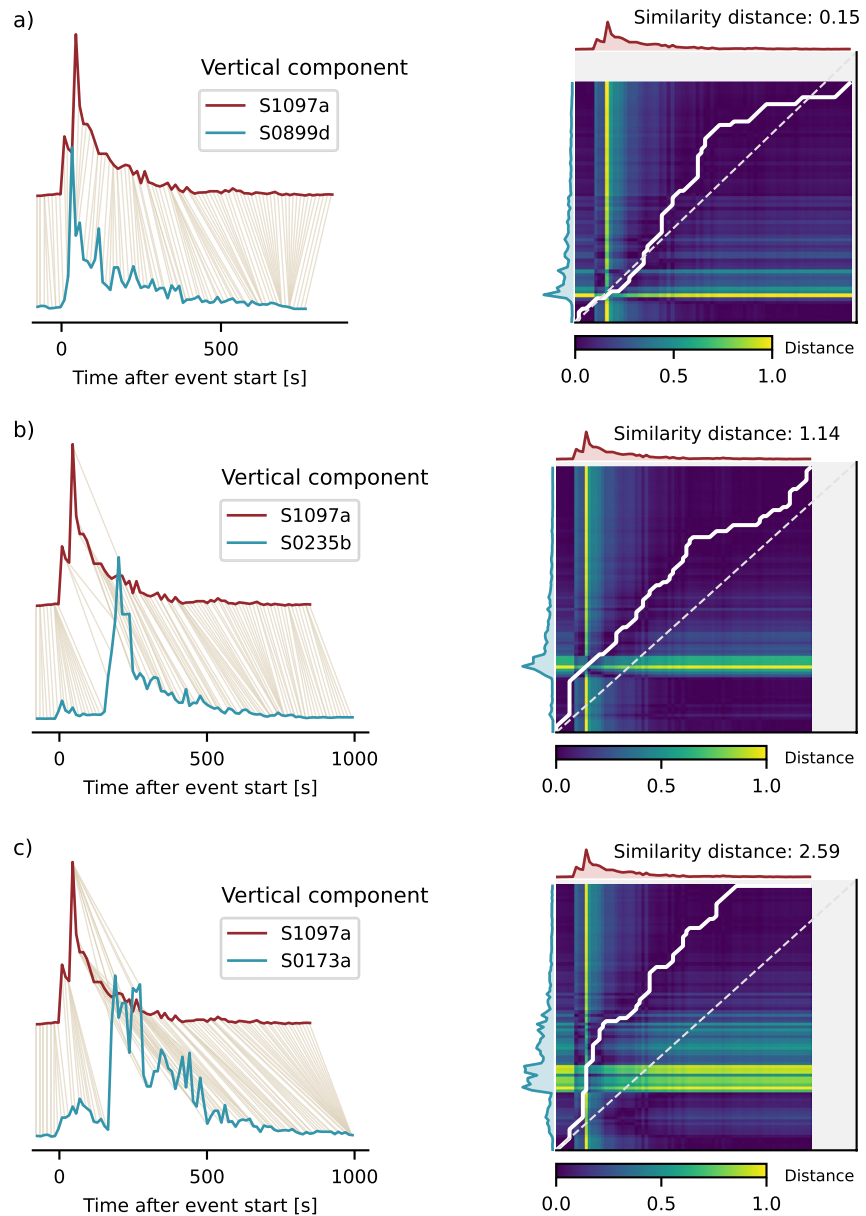 a)
Similarity distance: 0.15
Vertical component
S1097a
S0899d
0 500
Time after event start [s]
0.0 0.5 1.0
Distance
b)
Similarity distance: 1.14
Vertical component
S1097a
S0235b
0 500 1000
Time after event start [s]
0.0 0.5 1.0
Distance
c)
Similarity distance: 2.59
Vertical component
S1097a
S0173a
0 500 1000
Time after event start [s]
0.0 0.5 1.0
Distance